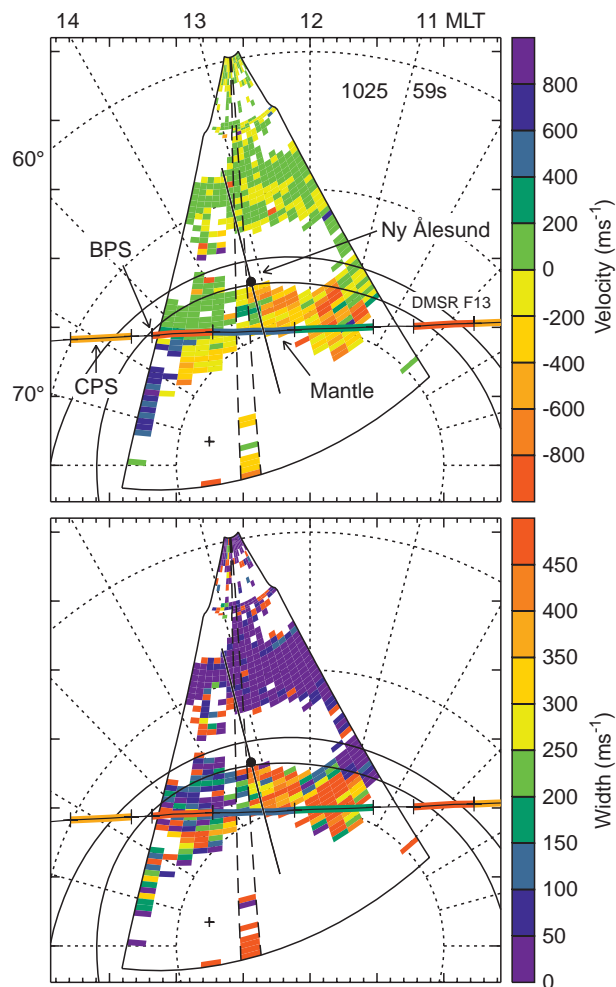 14 13 12 11 MLT
1025 59s
60°
70°
BPS
CPS
Ny Ålesund
DMSR F13
Mantle
800
600
400
200
0
-200
-400
-600
-800
Velocity (ms⁻¹)
450
400
350
300
250
200
150
100
50
0
Width (ms⁻¹)